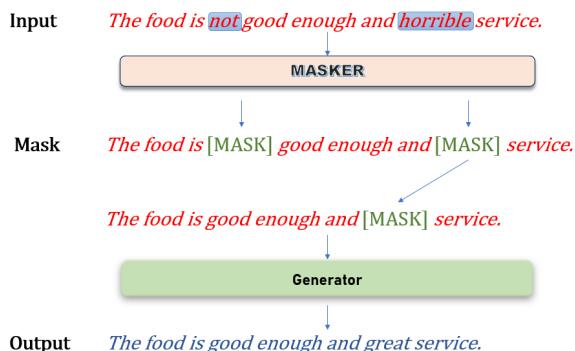 Input The food is not good enough and horrible service.
MASKER
Mask The food is [MASK] good enough and [MASK] service.
The food is good enough and [MASK] service.
Generator
Output The food is good enough and great service.